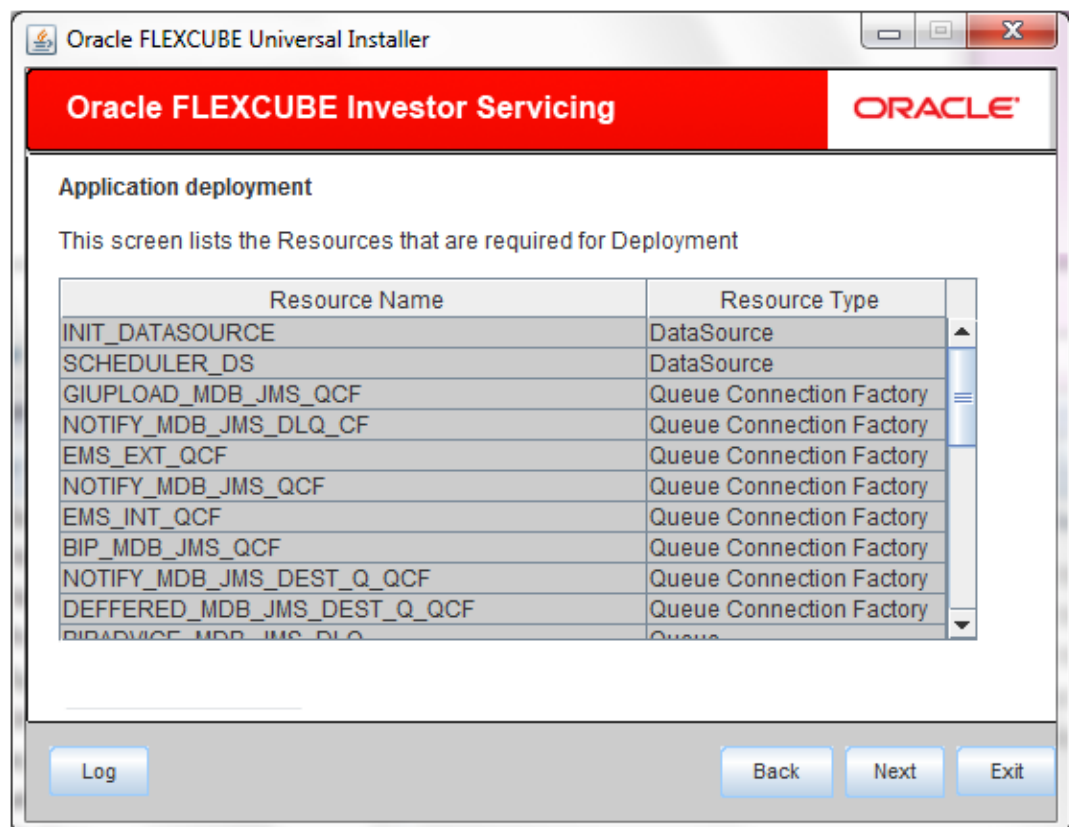 Oracle FLEXCUBE Universal Installer
Oracle FLEXCUBE Investor Servicing
ORACLE
Application deployment
This screen lists the Resources that are required for Deployment
Resource Name Resource Type
INIT_DATASOURCE DataSource
SCHEDULER_DS DataSource
GIUPLOAD_MDB_JMS_QCF Queue Connection Factory
NOTIFY_MDB_JMS_DLQ_CF Queue Connection Factory
EMS_EXT_QCF Queue Connection Factory
NOTIFY_MDB_JMS_QCF Queue Connection Factory
EMS_INT_QCF Queue Connection Factory
BIP_MDB_JMS_QCF Queue Connection Factory
NOTIFY_MDB_JMS_DEST_Q_QCF Queue Connection Factory
DEFFERED_MDB_JMS_DEST_Q_QCF Queue Connection Factory
BIPADVICE_MDB_JMS_DLQ Queue
Log Back Next Exit